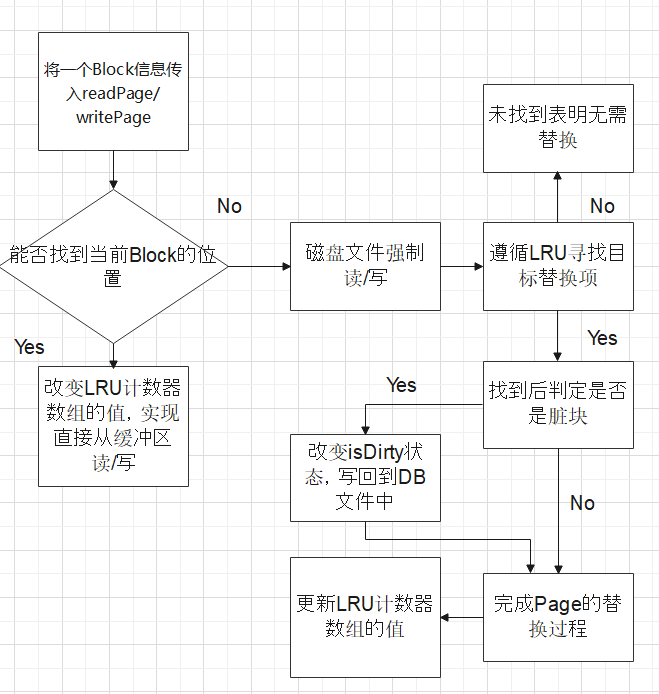 将一个Block信息传
入readPage/
writePage
未找到表明无需
替换
No
No
能否找到当前Block的位
置
磁盘文件强制
读/写
遵循LRU寻找目
标替换项
Yes
Yes
改变LRU计数器
数组的值，实现
直接从缓冲区
读/写
找到后判定是否
是脏块
Yes
改变isDirty状
态，写回到DB
文件中
No
更新LRU计数器
数组的值
完成Page的替
换过程